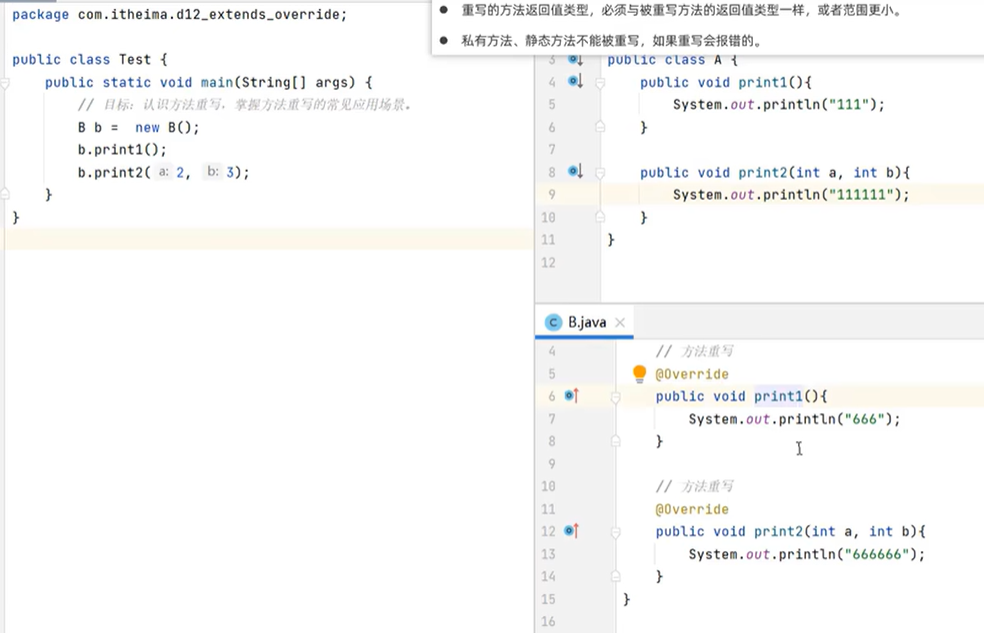 package com.itheima.d12_extends_override;
public class Test {
public static void main(String[] args) {
// 目标：认识方法重写，掌握方法重写的常见应用场景。
B b =  new B();
b.print1();
b.print2( a: 2, b: 3);
}
}
● 重写的方法返回值类型，必须与被重写方法的返回值类型一样，或者范围更小。
● 私有方法、静态方法不能被重写，如果重写会报错的。
3 public class A {
4 public void print1(){
5 System.out.println("111");
6 }
7
8 public void print2(int a, int b){
9 System.out.println("111111");
10 }
11 }
12
C B.java ×
4 // 方法重写
5 @Override
6 public void print1(){
7 System.out.println("666");
8 }
9
10 // 方法重写
11 @Override
12 public void print2(int a, int b){
13 System.out.println("666666");
14 }
15 }
16